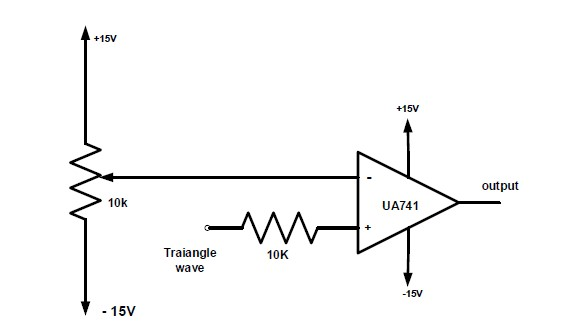 +15V
+15V
-
output
10k
UA741
+
Traiangle
wave
10K
-15V
- 15V